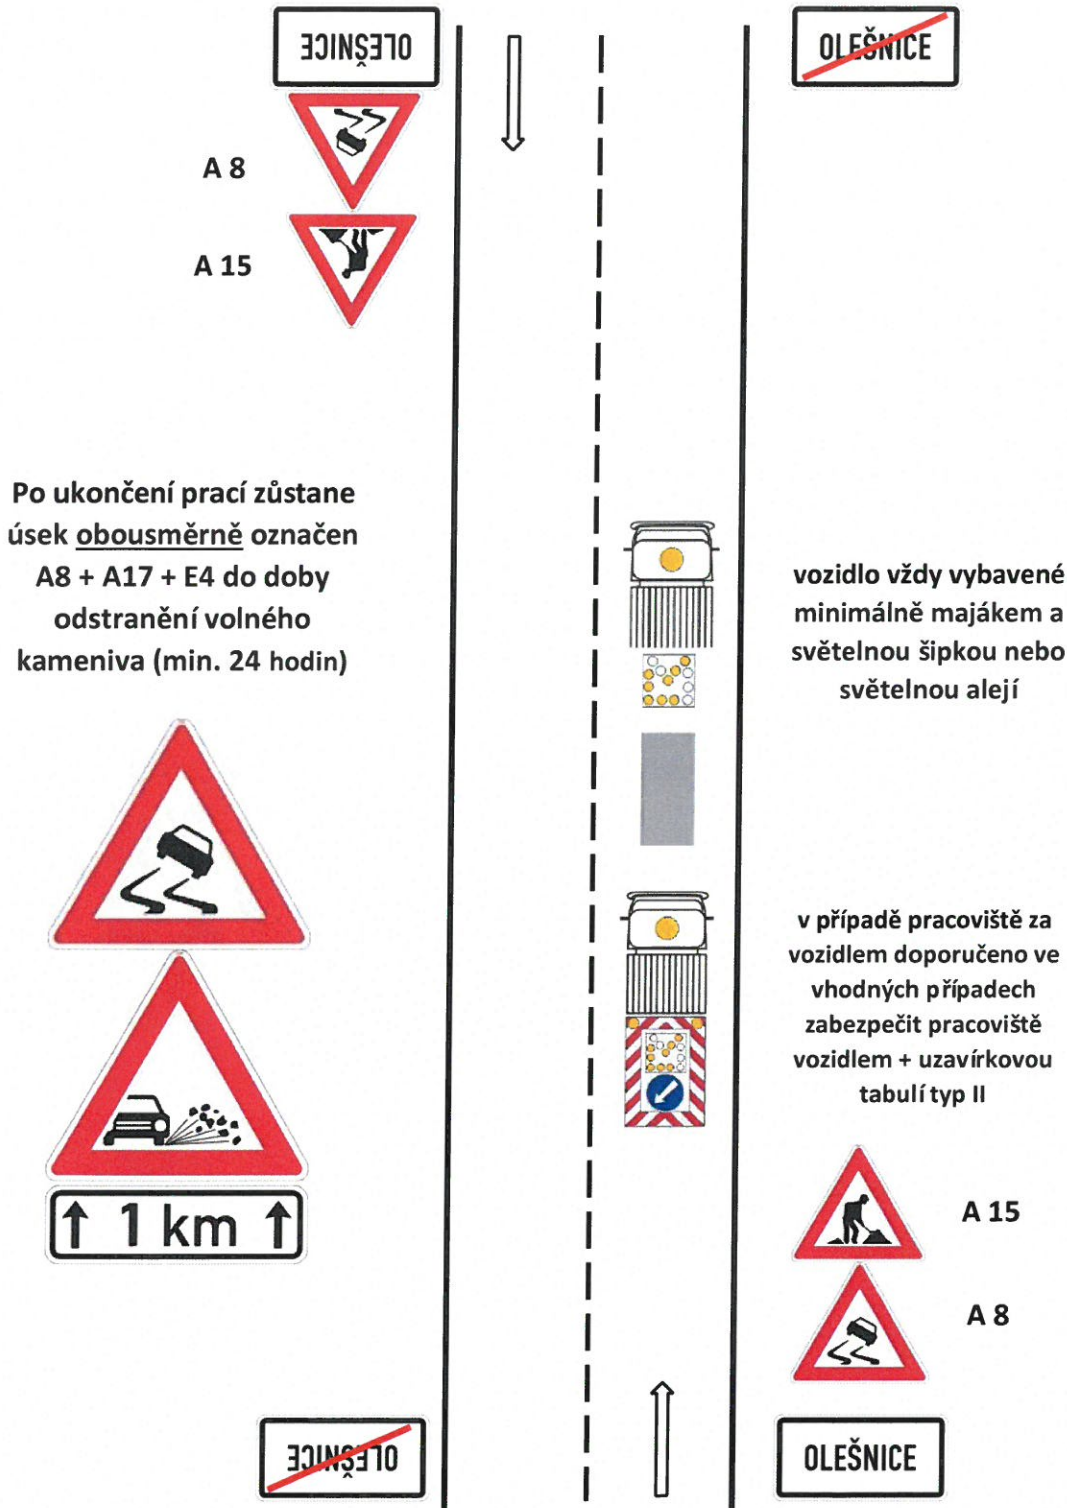 OLEŠNICE
OLEŠNICE
A 8
A 15
Po ukončení prací zůstane
úsek obousměrně označen
A8 + A17 + E4 do doby
odstranění volného
kameniva (min. 24 hodin)
vozidlo vždy vybavené
minimálně majákem a
světelnou šipkou nebo
světelnou alejí
v případě pracoviště za
vozidlem doporučeno ve
vhodných případech
zabezpečit pracoviště
vozidlem + uzavírkovou
tabulí typ II
↑ 1 km ↑
A 15
A 8
OLEŠNICE
OLEŠNICE